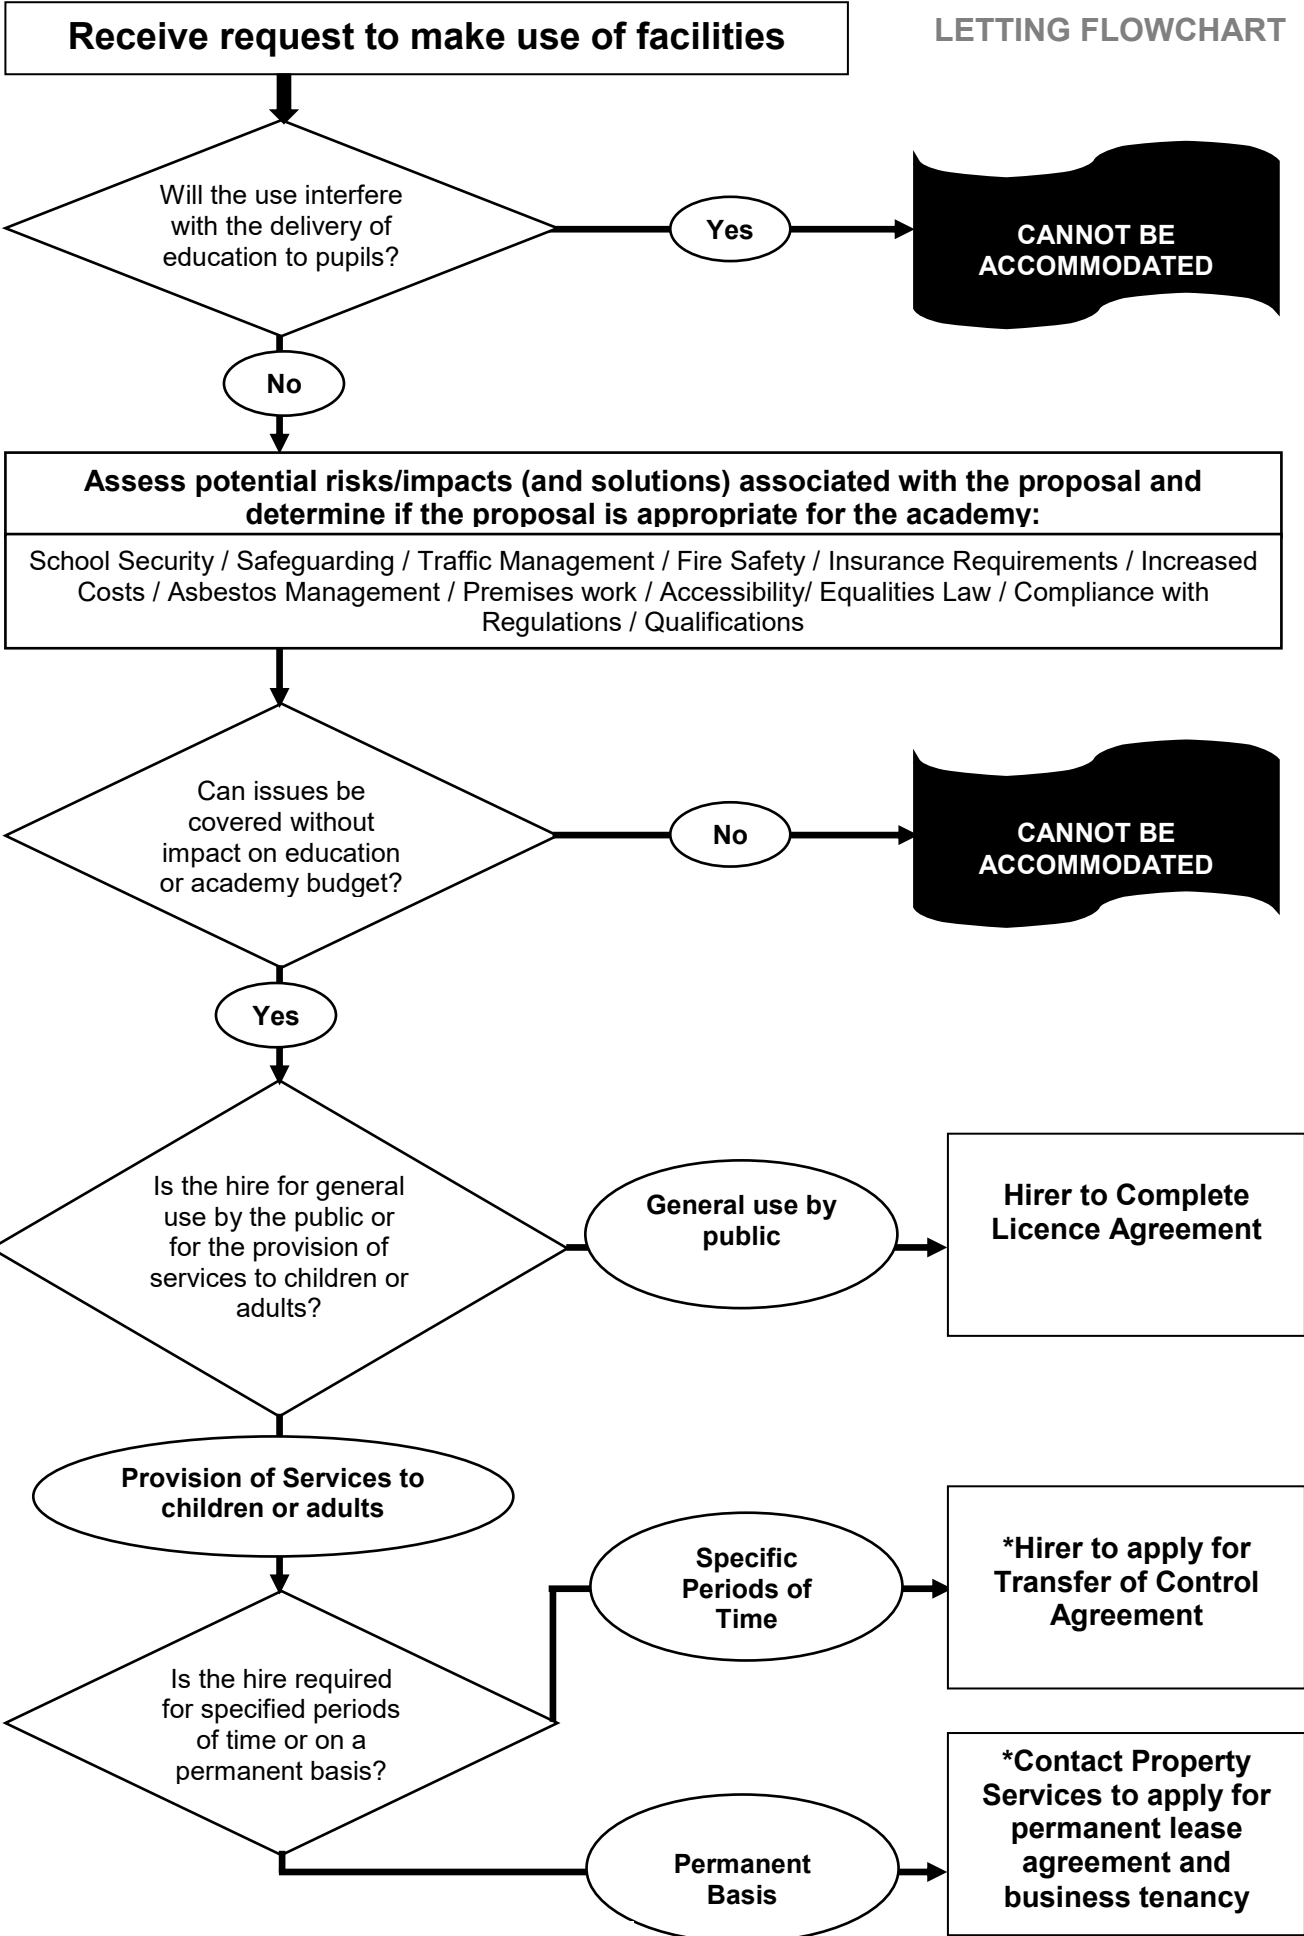 Receive request to make use of facilities
LETTING FLOWCHART
Will the use interfere
with the delivery of
education to pupils?
Yes
CANNOT BE
ACCOMMODATED
No
Assess potential risks/impacts (and solutions) associated with the proposal and
determine if the proposal is appropriate for the academy:
School Security / Safeguarding / Traffic Management / Fire Safety / Insurance Requirements / Increased
Costs / Asbestos Management / Premises work / Accessibility/ Equalities Law / Compliance with
Regulations / Qualifications
Can issues be
covered without
impact on education
or academy budget?
No
CANNOT BE
ACCOMMODATED
Yes
Is the hire for general
use by the public or
for the provision of
services to children or
adults?
General use by
public
Hirer to Complete
Licence Agreement
Provision of Services to
children or adults
Specific
Periods of
Time
*Hirer to apply for
Transfer of Control
Agreement
Is the hire required
for specified periods
of time or on a
permanent basis?
Permanent
Basis
*Contact Property
Services to apply for
permanent lease
agreement and
business tenancy